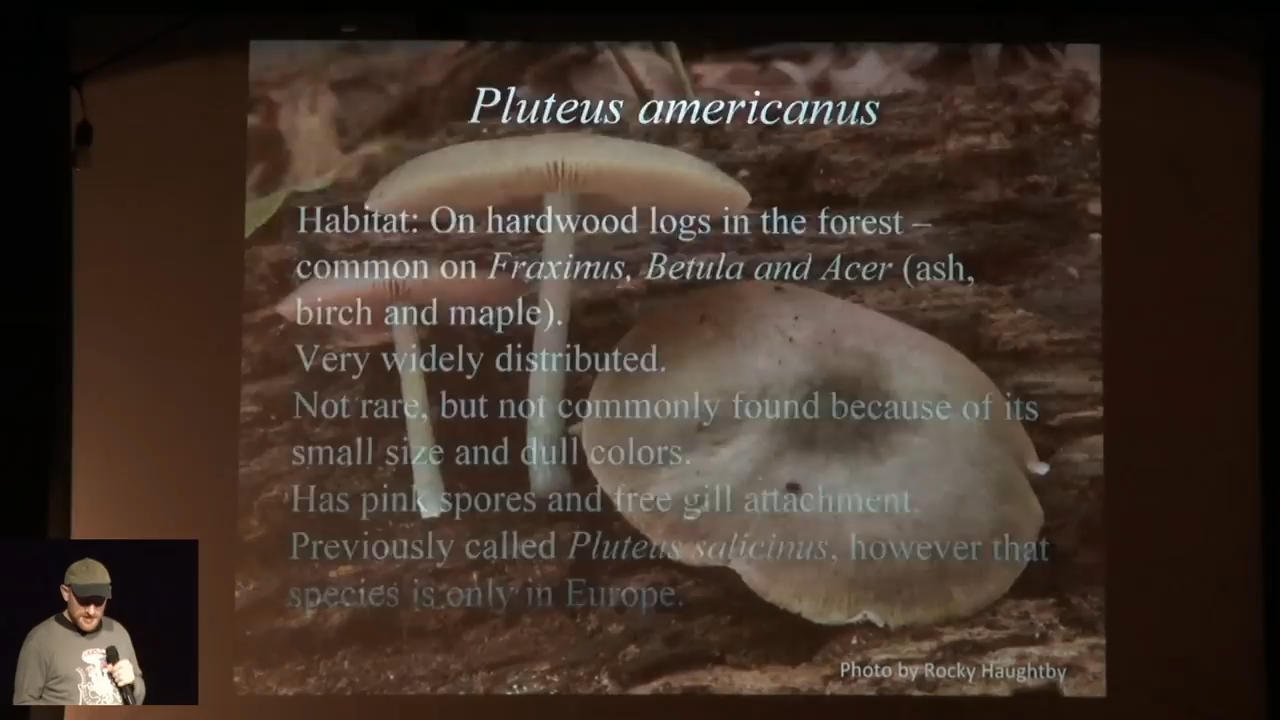 Pluteus americanus
Habitat: On hardwood logs in the forest –
common on Fraximus, Betula and Acer (ash,
birch and maple).
Very widely distributed.
Not rare, but not commonly found because of its
small size and dull colors.
Has pink spores and free gill attachment.
Previously called Pluteus salicinus, however that
species is only in Europe.
Photo by Rocky Haughtby